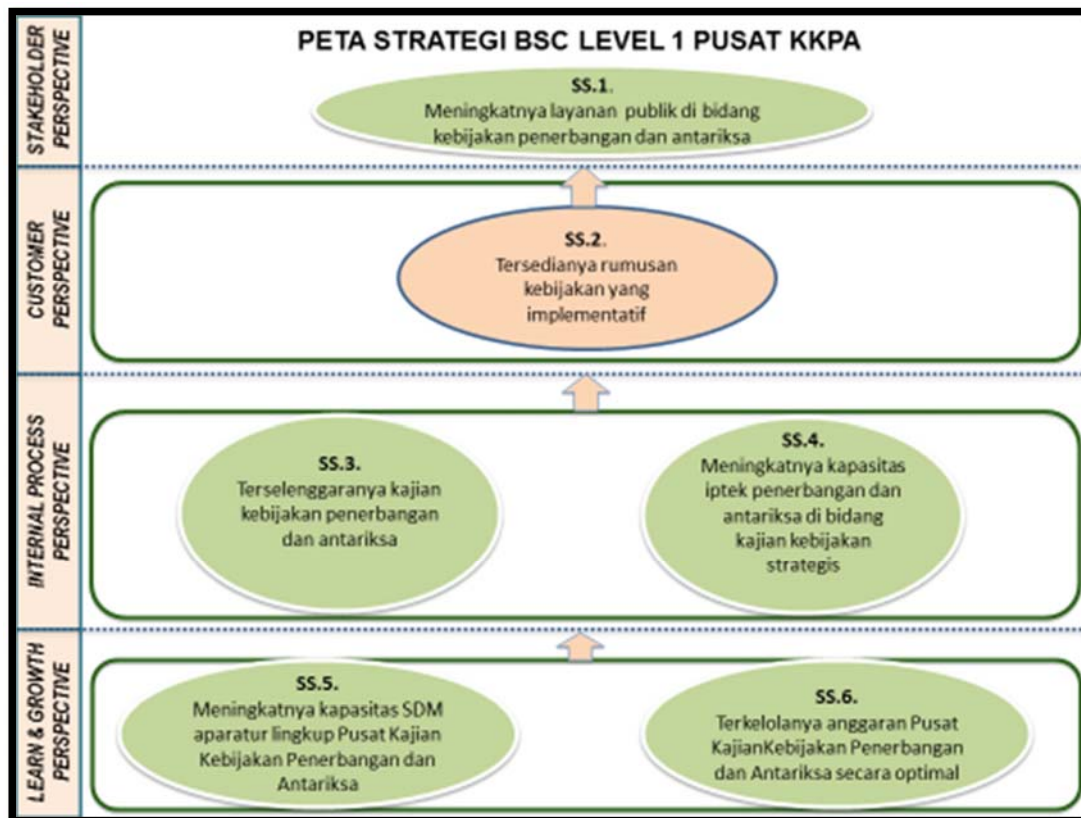 PETA STRATEGI BSC LEVEL 1 PUSAT KKPA
STAKEHOLDER
PERSPECTIVE
SS.1.
Meningkatnya layanan publik di bidang
kebijakan penerbangan dan antariksa
CUSTOMER
PERSPECTIVE
SS.2.
Tersedianya rumusan
kebijakan yang
implementatif
INTERNAL PROCESS
PERSPECTIVE
SS.3.
Terselenggaranya kajian
kebijakan penerbangan
dan antariksa
SS.4.
Meningkatnya kapasitas
iptek penerbangan dan
antariksa di bidang
kajian kebijakan
strategis
LEARN & GROWTH
PERSPECTIVE
SS.5.
Meningkatnya kapasitas SDM
aparatur lingkup Pusat Kajian
Kebijakan Penerbangan dan
Antariksa
SS.6.
Terkelolanya anggaran Pusat
KajianKebijakan Penerbangan
dan Antariksa secara optimal